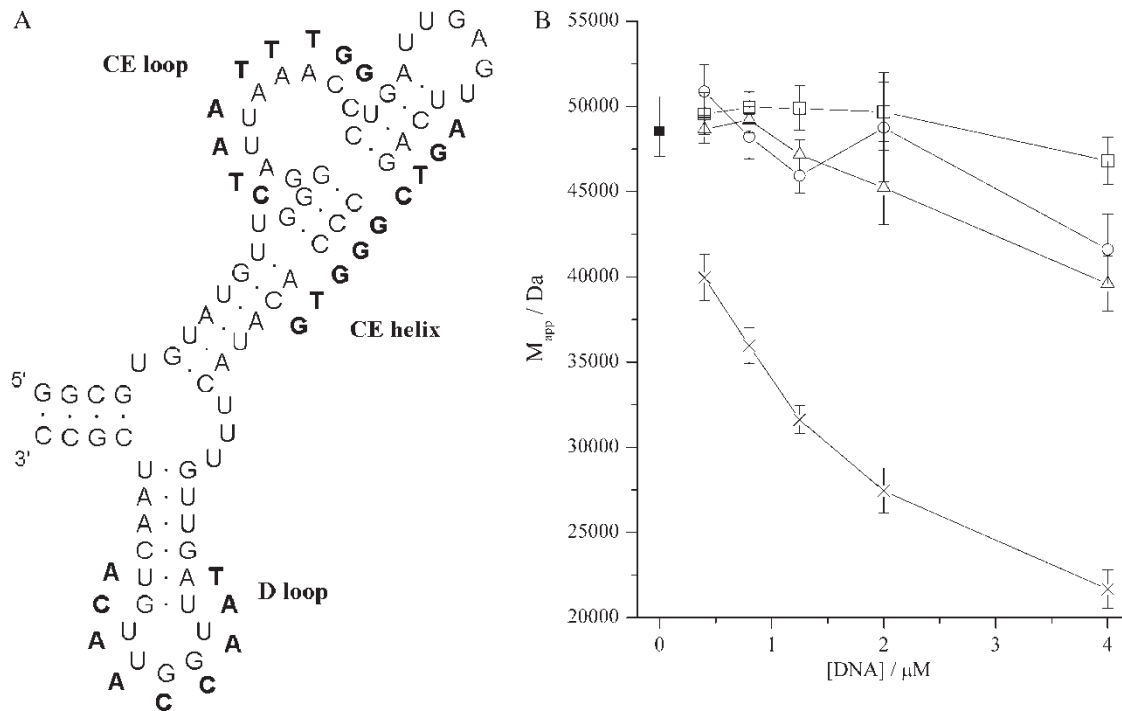 A
B
CE loop
T A A A T T T G G
A U U A A A C C C C
U G A U U G A G U U C A G
A G T C G G G T G
CE helix
A G G G G
C C C C A C A U A C U U U
5' G G C G U G U A U G U U C
3' C C G C
U A A C U G U U G G U U A G U U G
A C A A A C C A A T
D loop
M_app / Da
55000
50000
45000
40000
35000
30000
25000
20000
0 1 2 3 4
[DNA] / μM